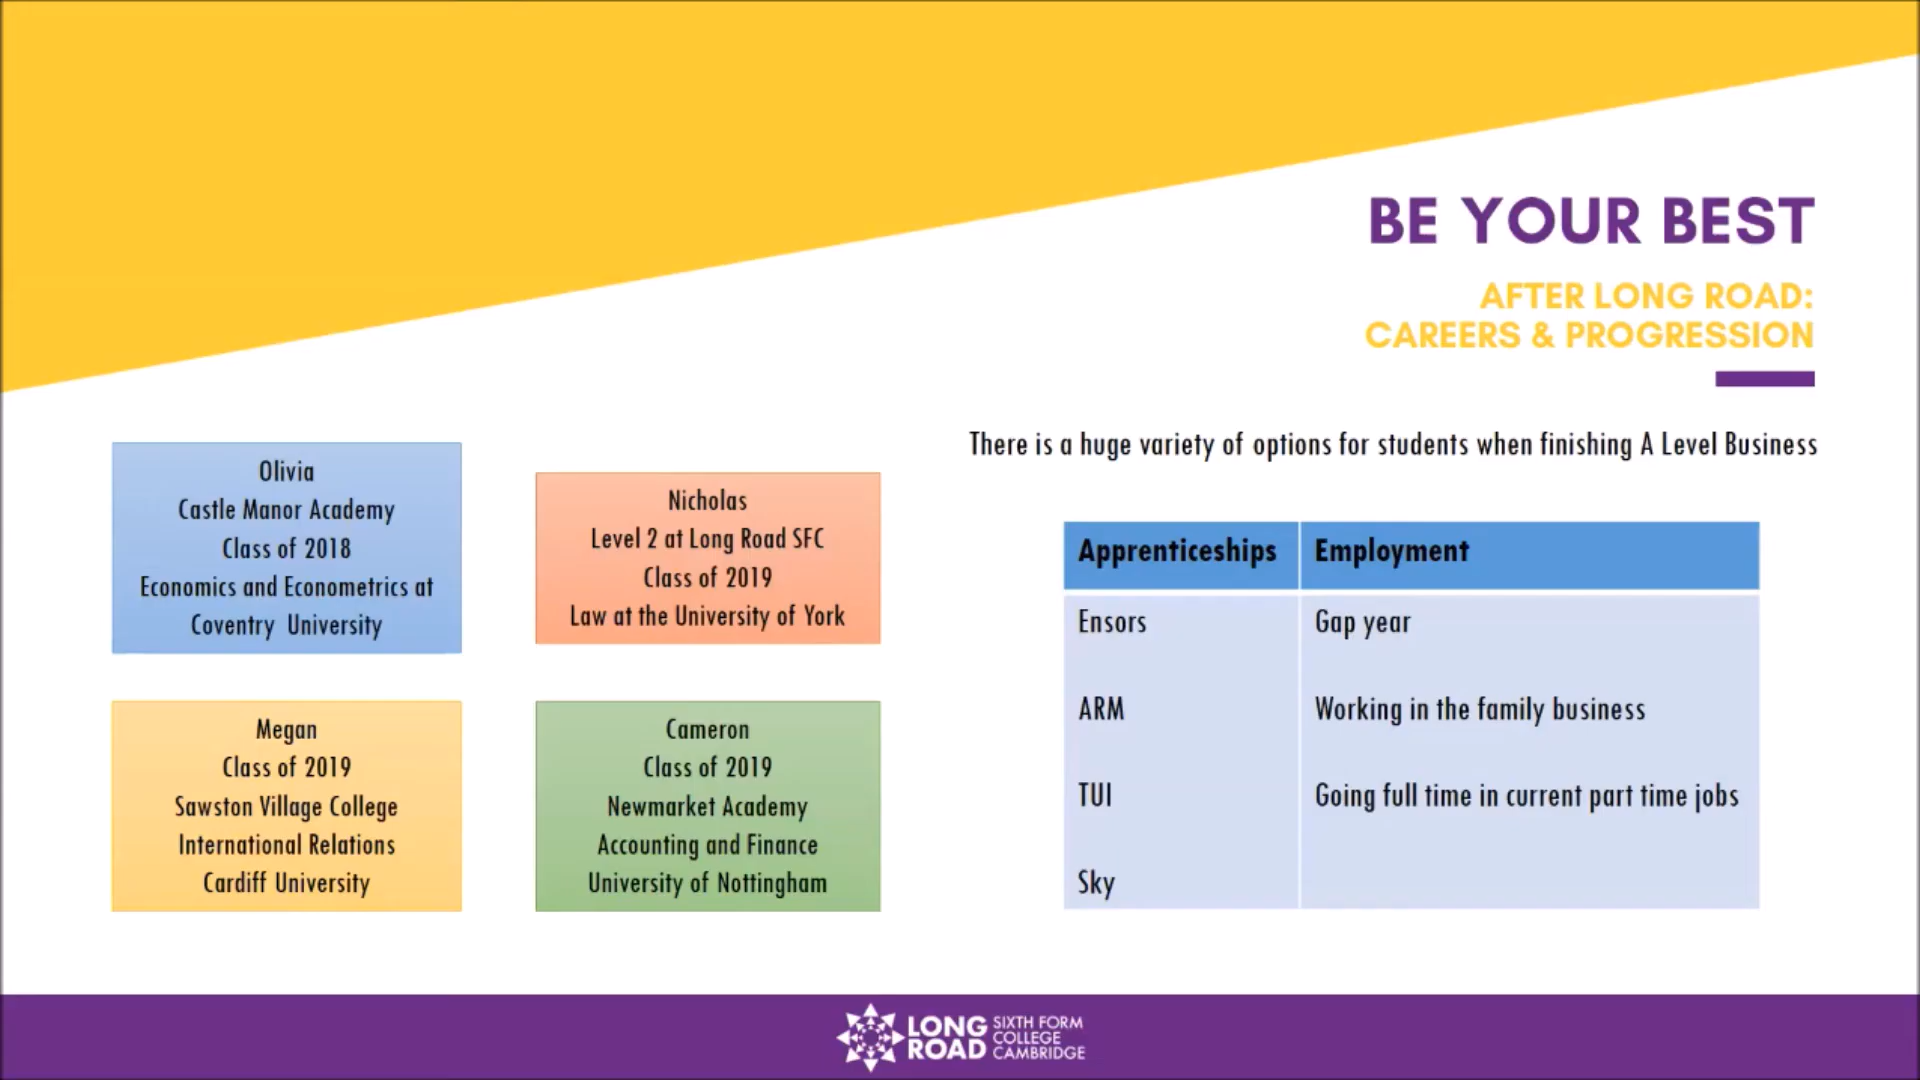 BE YOUR BEST
AFTER LONG ROAD:
CAREERS & PROGRESSION
There is a huge variety of options for students when finishing A Level Business
Olivia
Castle Manor Academy
Class of 2018
Economics and Econometrics at
Coventry University
Nicholas
Level 2 at Long Road SFC
Class of 2019
Law at the University of York
Megan
Class of 2019
Sawston Village College
International Relations
Cardiff University
Cameron
Class of 2019
Newmarket Academy
Accounting and Finance
University of Nottingham
Apprenticeships Employment
Ensors Gap year
ARM Working in the family business
TUI Going full time in current part time jobs
Sky
LONG ROAD
SIXTH FORM
COLLEGE
CAMBRIDGE